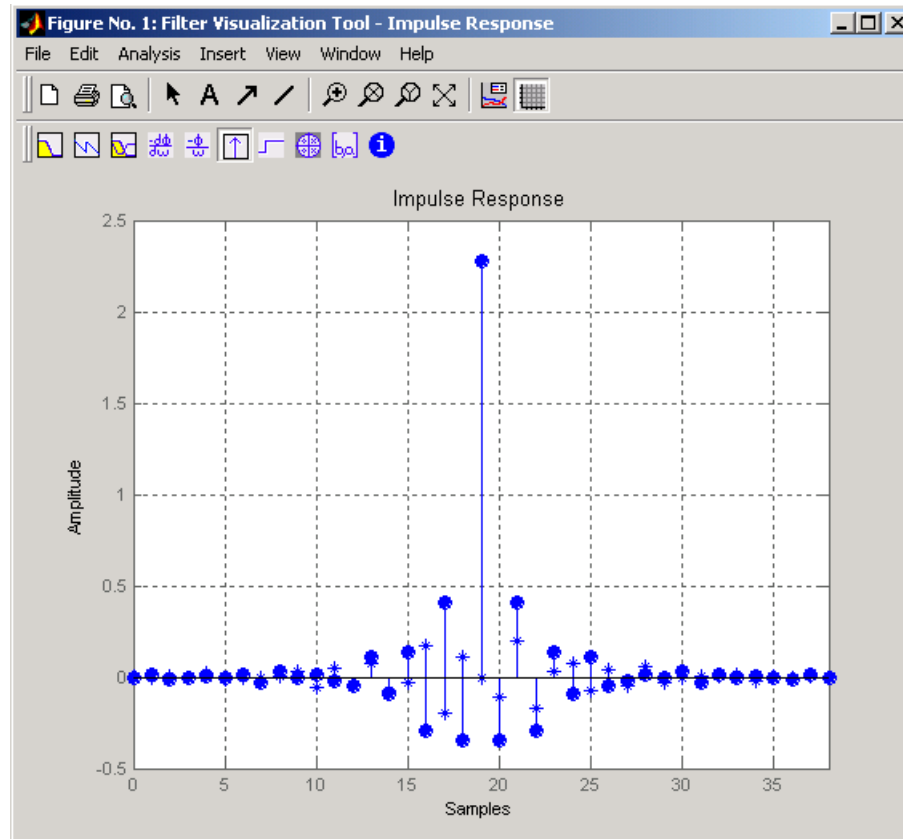 Figure No. 1: Filter Visualization Tool - Impulse Response
File Edit Analysis Insert View Window Help
A
Impulse Response
2.5
2
1.5
1
0.5
0
-0.5
Amplitude
0 5 10 15 20 25 30 35
Samples